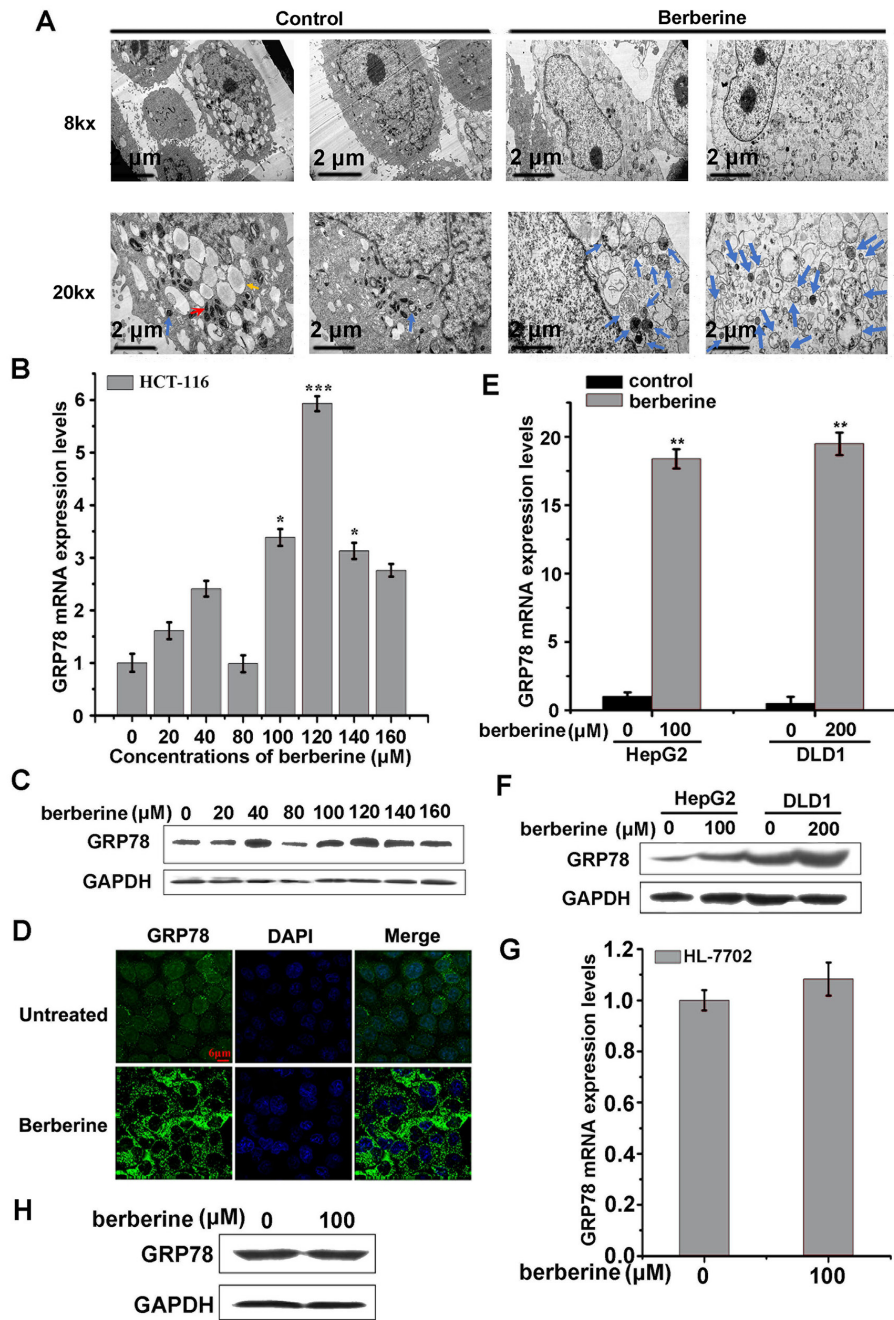 A
Control
Berberine
8kx
2 µm
2 µm
2 µm
2 µm
20kx
2 µm
2 µm
2 µm
2 µm
B
HCT-116
GRP78 mRNA expression levels
6
5
4
3
2
1
0
***
*
*
0 20 40 80 100 120 140 160
Concentrations of berberine (µM)
E
control
berberine
GRP78 mRNA expression levels
20
15
10
5
0
**
**
berberine (µM) 0 100 0 200
HepG2 DLD1
C
berberine (µM) 0 20 40 80 100 120 140 160
GRP78
GAPDH
F
HepG2 DLD1
berberine (µM) 0 100 0 200
GRP78
GAPDH
D
GRP78 DAPI Merge
Untreated
6µm
Berberine
G
HL-7702
GRP78 mRNA expression levels
1.2
1.0
0.8
0.6
0.4
0.2
0.0
0 100
berberine (µM)
H
berberine (µM) 0 100
GRP78
GAPDH